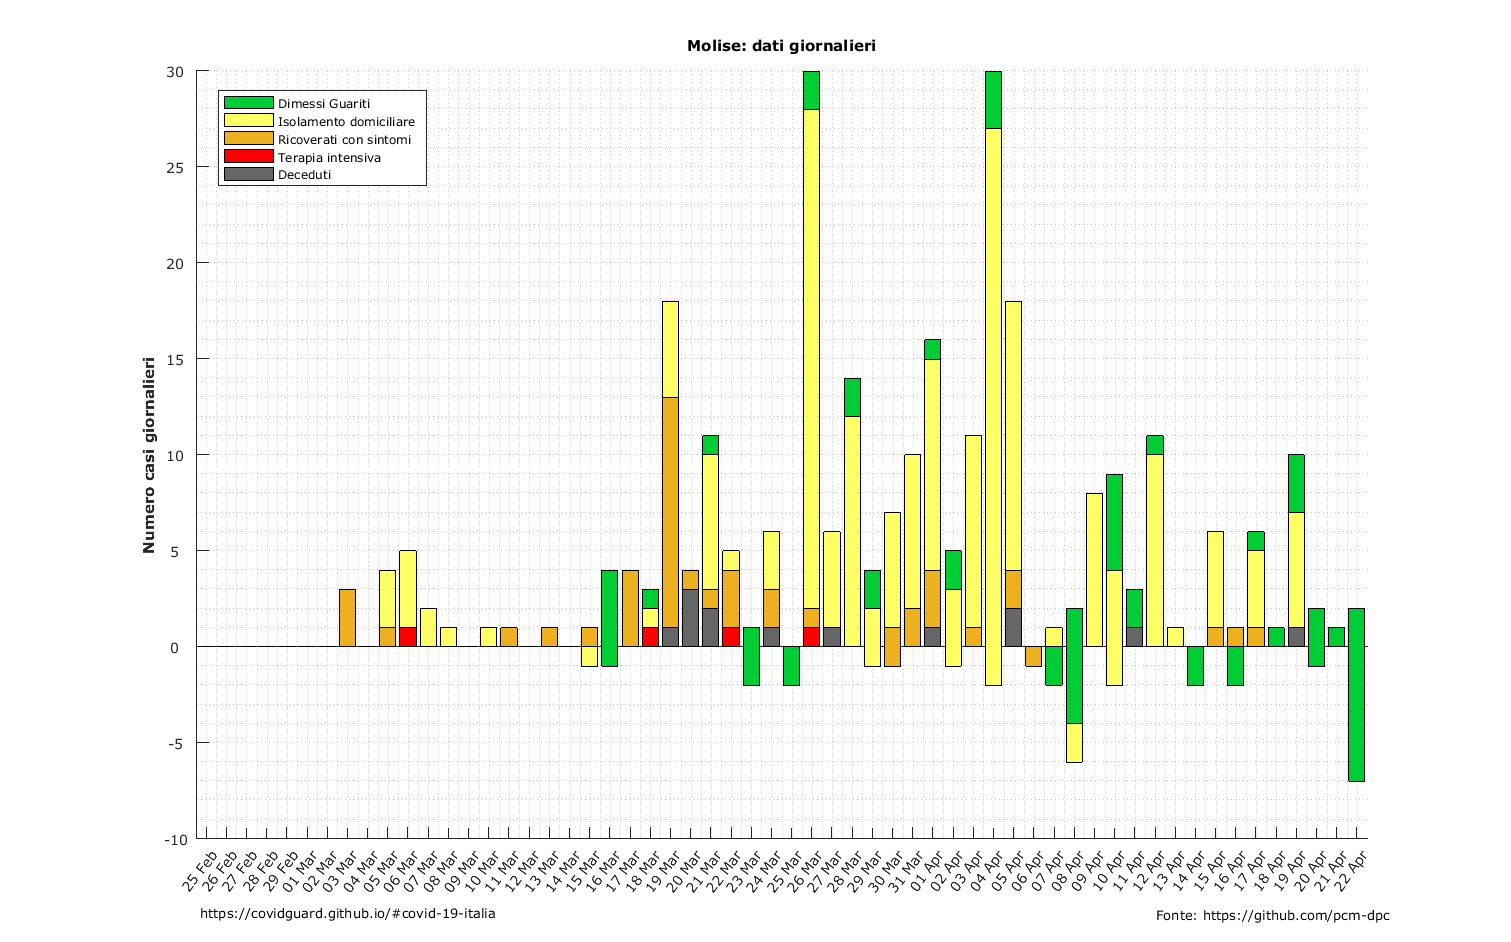 Molise: dati giornalieri
30
25
20
15
10
5
0
-5
-10
Numero casi giornalieri
Dimessi Guariti
Isolamento domiciliare
Ricoverati con sintomi
Terapia intensiva
Deceduti
25 Feb
26 Feb
27 Feb
28 Feb
29 Feb
01 Mar
02 Mar
03 Mar
04 Mar
05 Mar
06 Mar
07 Mar
08 Mar
09 Mar
10 Mar
11 Mar
12 Mar
13 Mar
14 Mar
15 Mar
16 Mar
17 Mar
18 Mar
19 Mar
20 Mar
21 Mar
22 Mar
23 Mar
24 Mar
25 Mar
26 Mar
27 Mar
28 Mar
29 Mar
30 Mar
31 Mar
01 Apr
02 Apr
03 Apr
04 Apr
05 Apr
06 Apr
07 Apr
08 Apr
09 Apr
10 Apr
11 Apr
12 Apr
13 Apr
14 Apr
15 Apr
16 Apr
17 Apr
18 Apr
19 Apr
20 Apr
21 Apr
22 Apr
https://covidguard.github.io/#covid-19-italia
Fonte: https://github.com/pcm-dpc